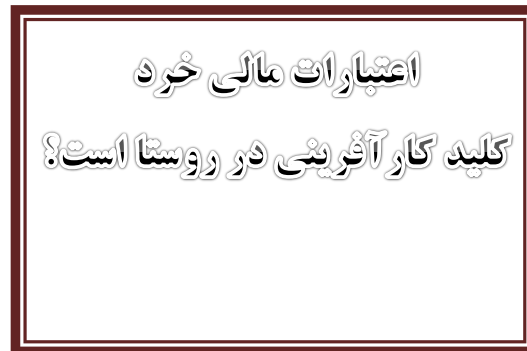 اعتبارات مالی خرد
کلید کارآفرینی در روستا است؟